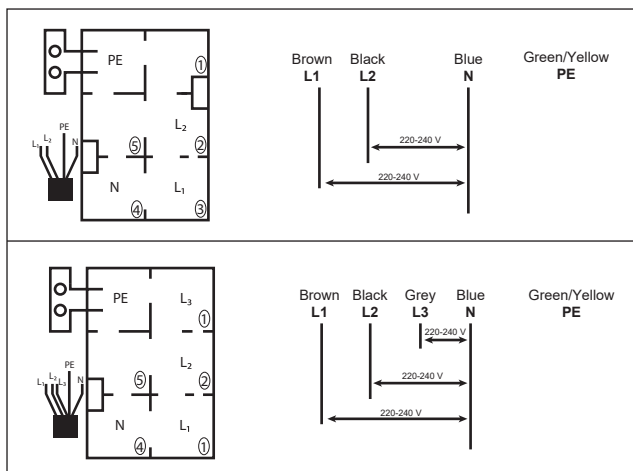 PE
①
L₂
⑤
②
N
L₁
④
③
L₁
L₂
PE
N
Brown
L1
Black
L2
Blue
N
Green/Yellow
PE
220-240 V
220-240 V
PE
L₃
①
L₂
⑤
②
N
L₁
④
①
L₁
L₂
L₃
PE
N
Brown
L1
Black
L2
Grey
L3
Blue
N
Green/Yellow
PE
220-240 V
220-240 V
220-240 V